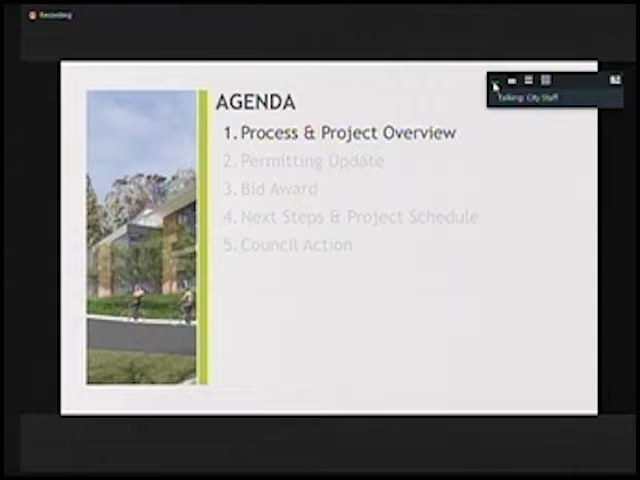 Recording
Talking: City Staff
AGENDA
1. Process & Project Overview
2. Permitting Update
3. Bid Award
4. Next Steps & Project Schedule
5. Council Action